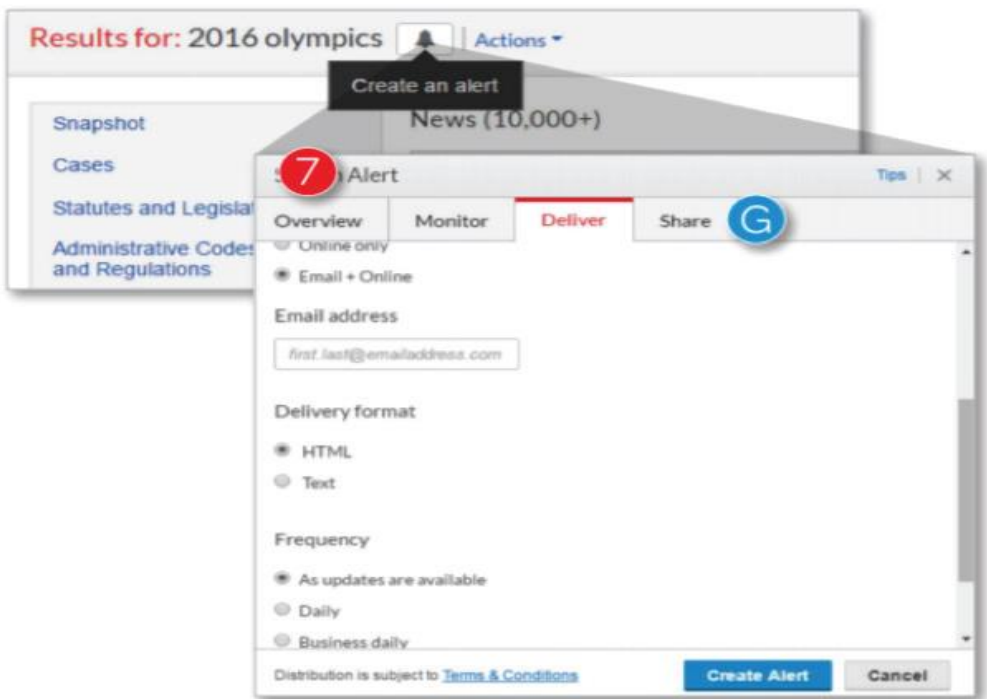 Results for: 2016 olympics | Actions
Create an alert
Snapshot
News (10,000+)
Cases
Statutes and Legislat
Administrative Codes
and Regulations
7
Alert
Tips | ×
Overview Monitor Deliver Share G
Online only
Email + Online
Email address
first.last@emailaddress.com
Delivery format
HTML
Text
Frequency
As updates are available
Daily
Business daily
Distribution is subject to Terms & Conditions
Create Alert Cancel